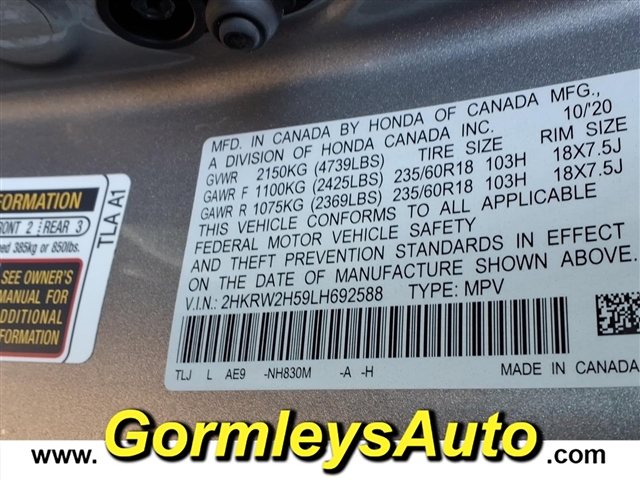 MFD. IN CANADA BY HONDA OF CANADA MFG., 10/'20
A DIVISION OF HONDA CANADA INC.
GVWR 2150KG (4739LBS) TIRE SIZE RIM SIZE
GAWR F 1100KG (2425LBS) 235/60R18 103H 18X7.5J
GAWR R 1075KG (2369LBS) 235/60R18 103H 18X7.5J
THIS VEHICLE CONFORMS TO ALL APPLICABLE
FEDERAL MOTOR VEHICLE SAFETY
AND THEFT PREVENTION STANDARDS IN EFFECT
ON THE DATE OF MANUFACTURE SHOWN ABOVE.
V.I.N.: 2HKRW2H59LH692588 TYPE: MPV
TLJ L AE9 -NH830M -A -H MADE IN CANADA
FORMATION
RONT 2 REAR 3
ed 385kg or 850lbs.
SEE OWNER'S
MANUAL FOR
ADDITIONAL
FORMATION
TLA A1
www.GormleysAuto.com